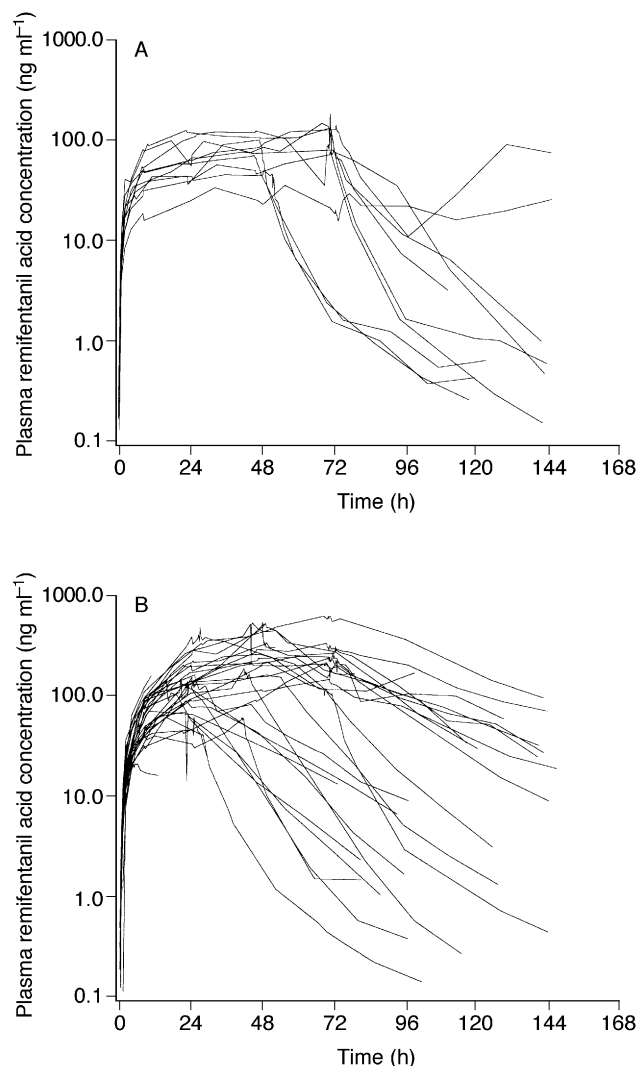 Plasma remifentanil acid concentration (ng ml⁻¹)
A
1000.0
100.0
10.0
1.0
0.1
0 24 48 72 96 120 144 168
Time (h)
Plasma remifentanil acid concentration (ng ml⁻¹)
B
1000.0
100.0
10.0
1.0
0.1
0 24 48 72 96 120 144 168
Time (h)